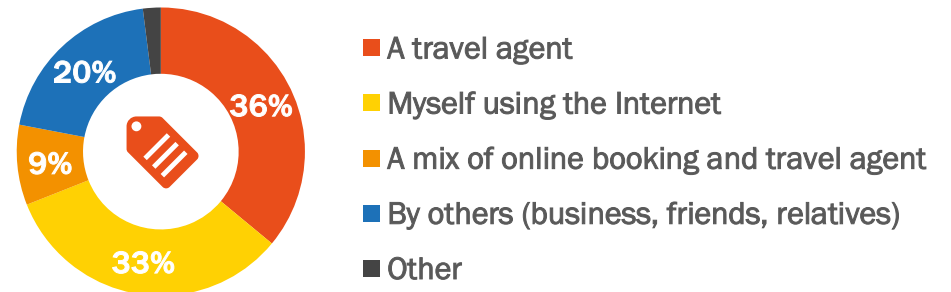 20%
36%
9%
33%
A travel agent
Myself using the Internet
A mix of online booking and travel agent
By others (business, friends, relatives)
Other